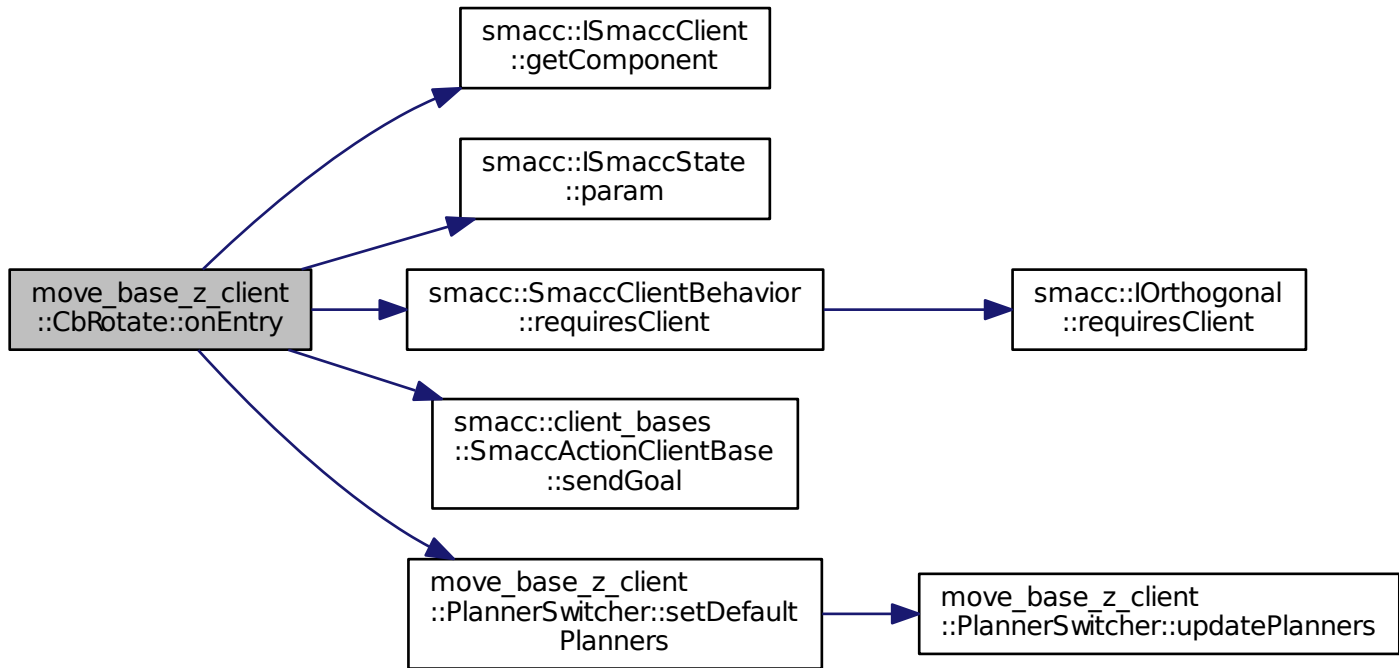 smacc::ISmaccClient
::getComponent
smacc::ISmaccState
::param
move_base_z_client
::CbRotate::onEntry
smacc::SmaccClientBehavior
::requiresClient
smacc::IOrthogonal
::requiresClient
smacc::client_bases
::SmaccActionClientBase
::sendGoal
move_base_z_client
::PlannerSwitcher::setDefault
Planners
move_base_z_client
::PlannerSwitcher::updatePlanners